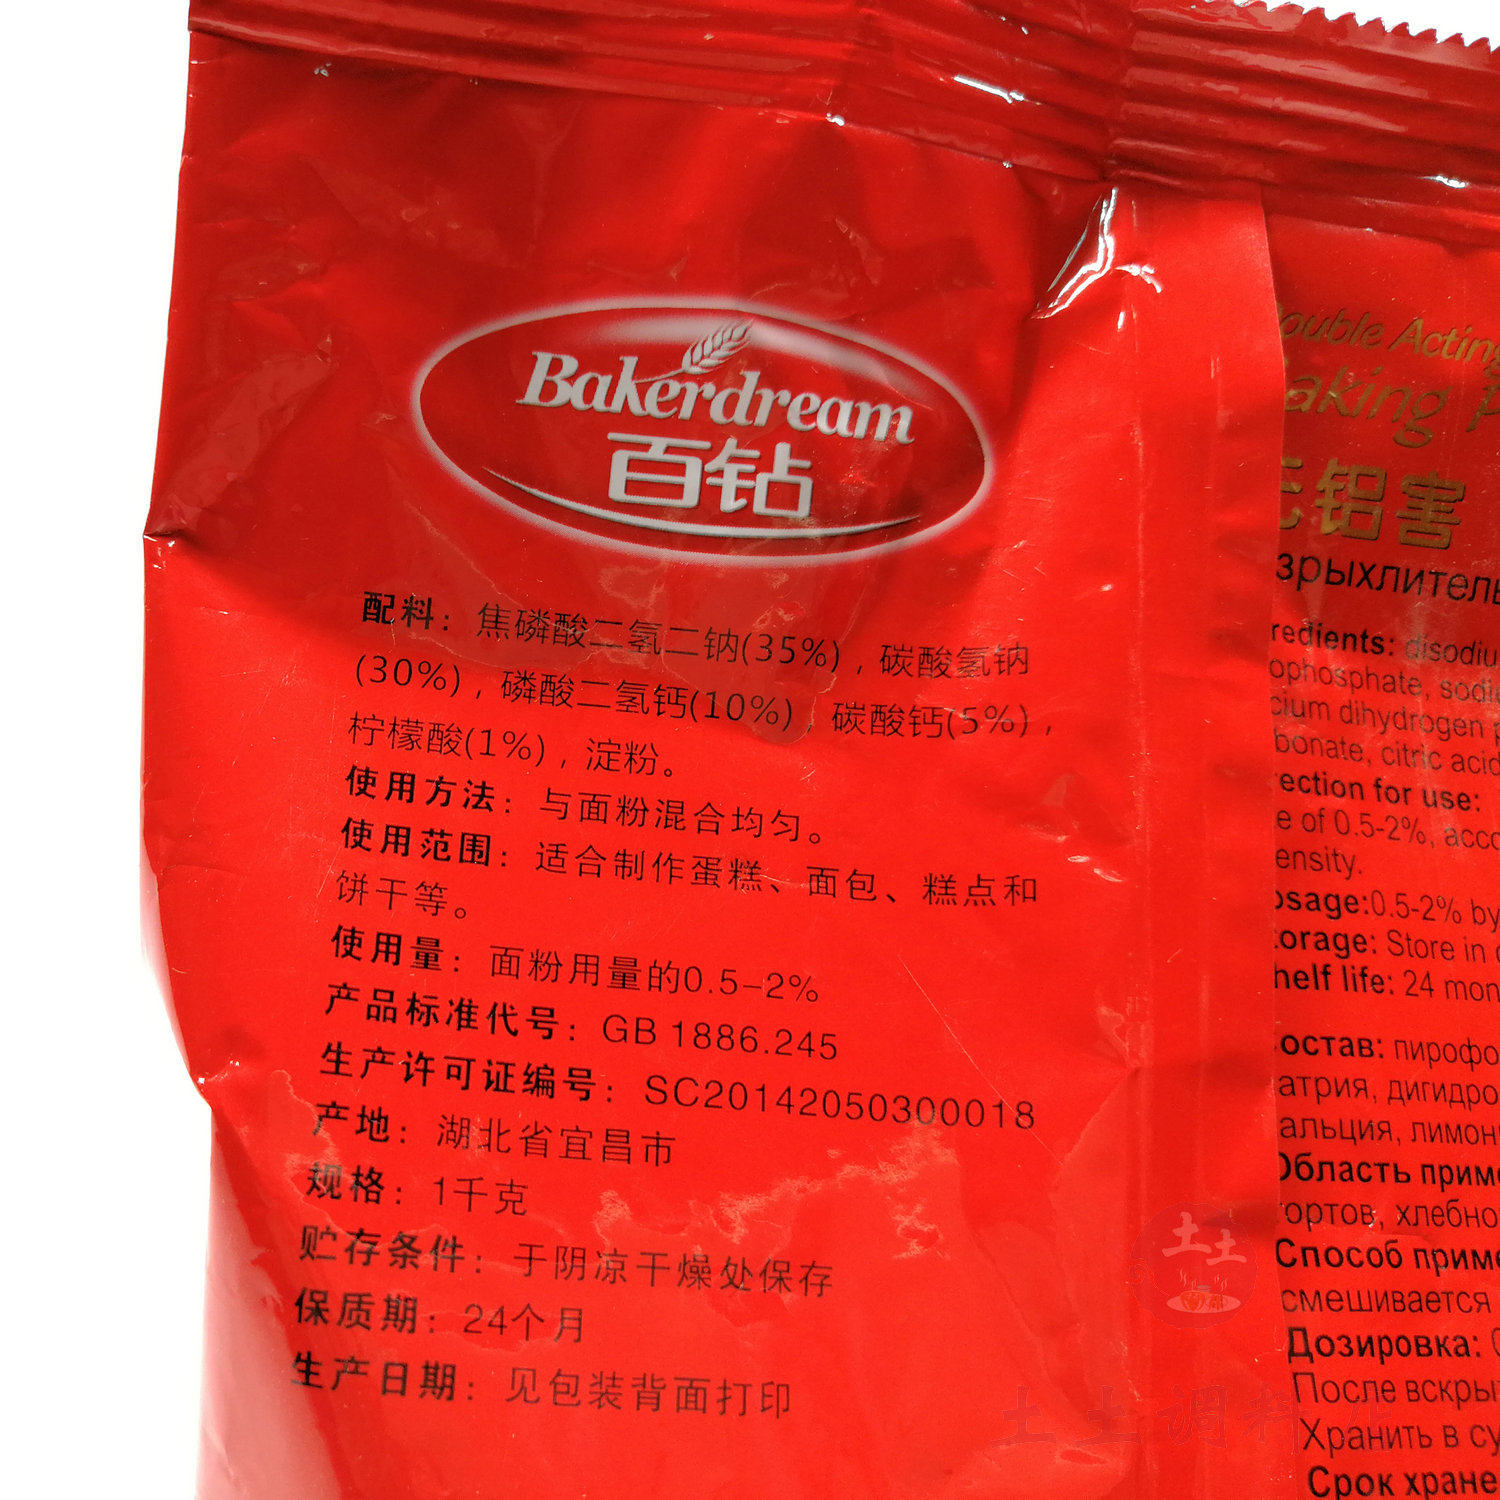 Bakerdream
百钻
配料：焦磷酸二氢二钠(35%)，碳酸氢钠
(30%)，磷酸二氢钙(10%)，碳酸钙(5%)，
柠檬酸(1%)，淀粉。
使用方法：与面粉混合均匀。
使用范围：适合制作蛋糕、面包、糕点和
饼干等。
使用量：面粉用量的0.5-2%
产品标准代号：GB 1886.245
生产许可证编号：SC20142050300018
产地：湖北省宜昌市
规格：1千克
贮存条件：于阴凉干燥处保存
保质期：24个月
生产日期：见包装背面打印
ouble Acting
aking P
无铝害
зрыхлитель
redients: disodiu
ophosphate, sodi
cium dihydrogen p
bonate, citric acid
ection for use:
e of 0.5-2%, acco
ensity.
osage:0.5-2% by
torage: Store in
helf life: 24 mon
остав: пирофо
атрия, дигидро
альция, лимон
Область приме
тортов, хлебно
Способ приме
смешивается
Дозировка:
После вскры
Хранить в су
Срок хране
土土
土土调料